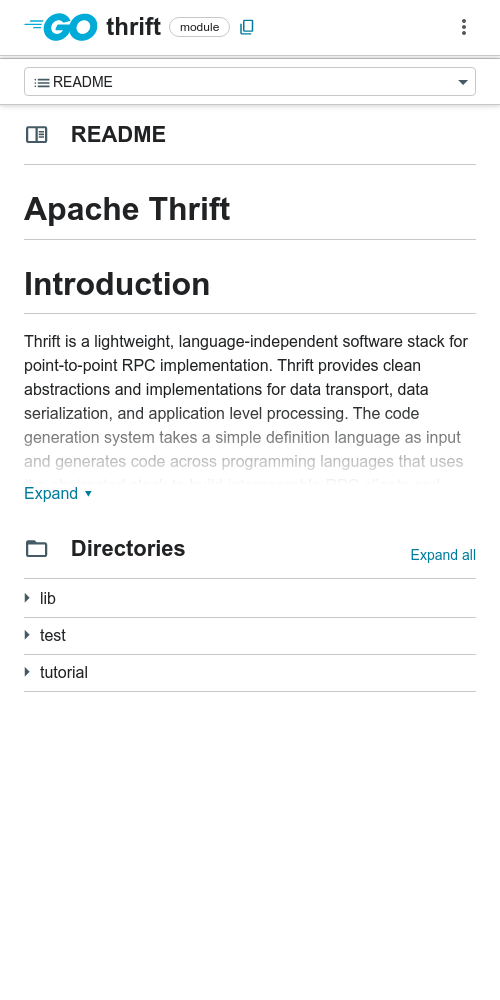 GO thrift module
README
README
Apache Thrift
Introduction
Thrift is a lightweight, language-independent software stack for
point-to-point RPC implementation. Thrift provides clean
abstractions and implementations for data transport, data
serialization, and application level processing. The code
generation system takes a simple definition language as input
and generates code across programming languages that uses
Expand
Directories
Expand all
lib
test
tutorial